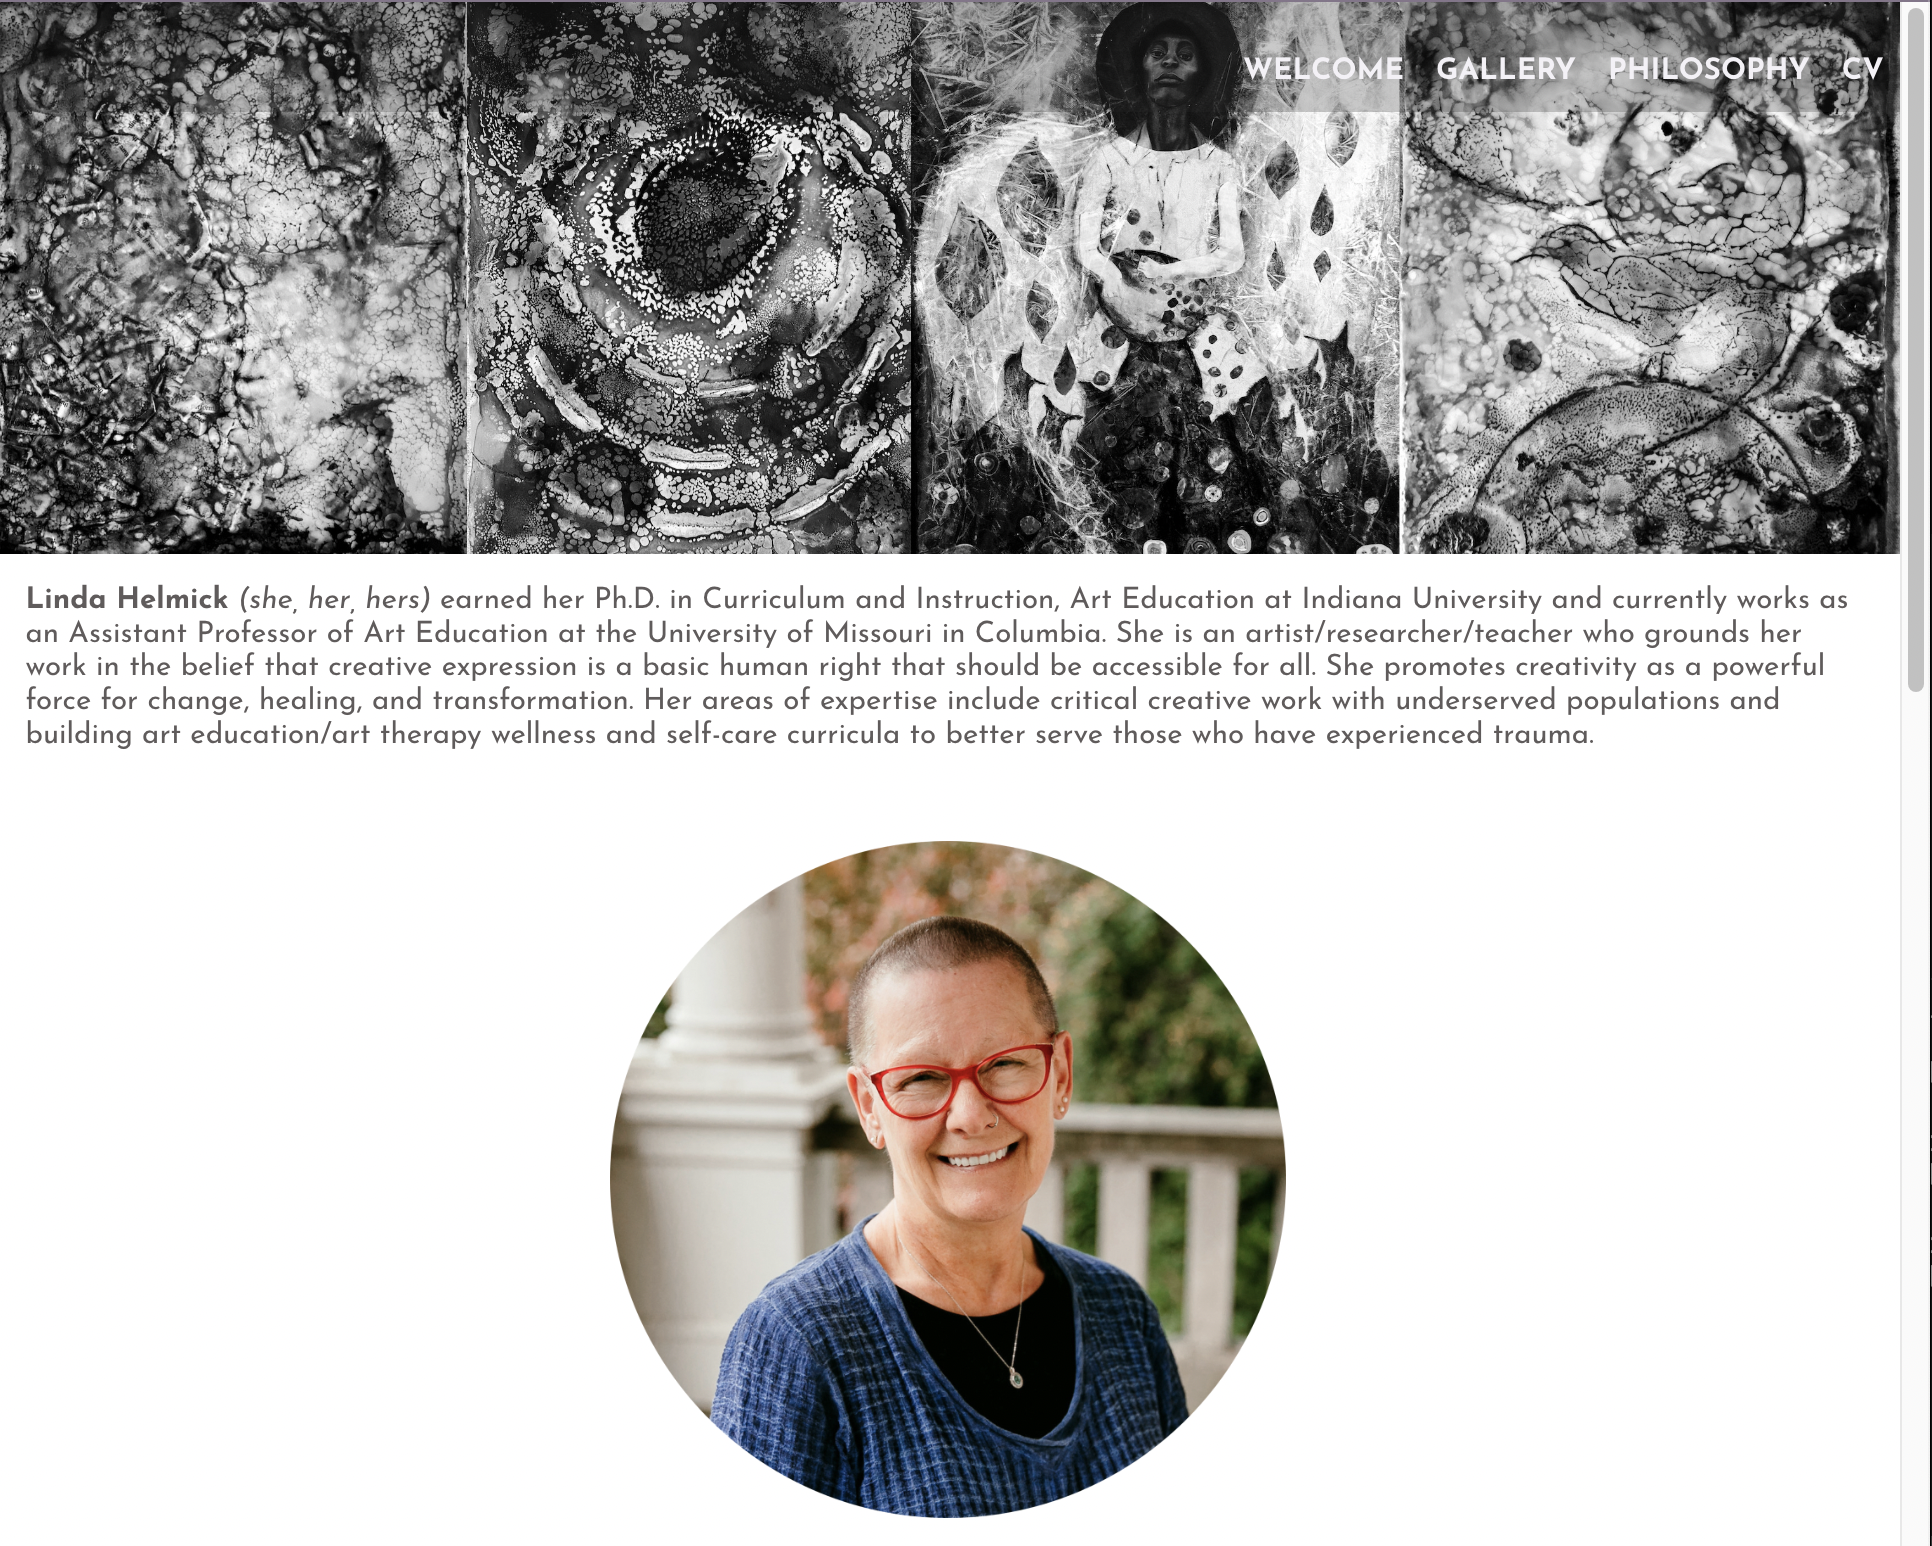 WELCOME GALLERY PHILOSOPHY CV
Linda Helmick (she, her, hers) earned her Ph.D. in Curriculum and Instruction, Art Education at Indiana University and currently works as
an Assistant Professor of Art Education at the University of Missouri in Columbia. She is an artist/researcher/teacher who grounds her
work in the belief that creative expression is a basic human right that should be accessible for all. She promotes creativity as a powerful
force for change, healing, and transformation. Her areas of expertise include critical creative work with underserved populations and
building art education/art therapy wellness and self-care curricula to better serve those who have experienced trauma.